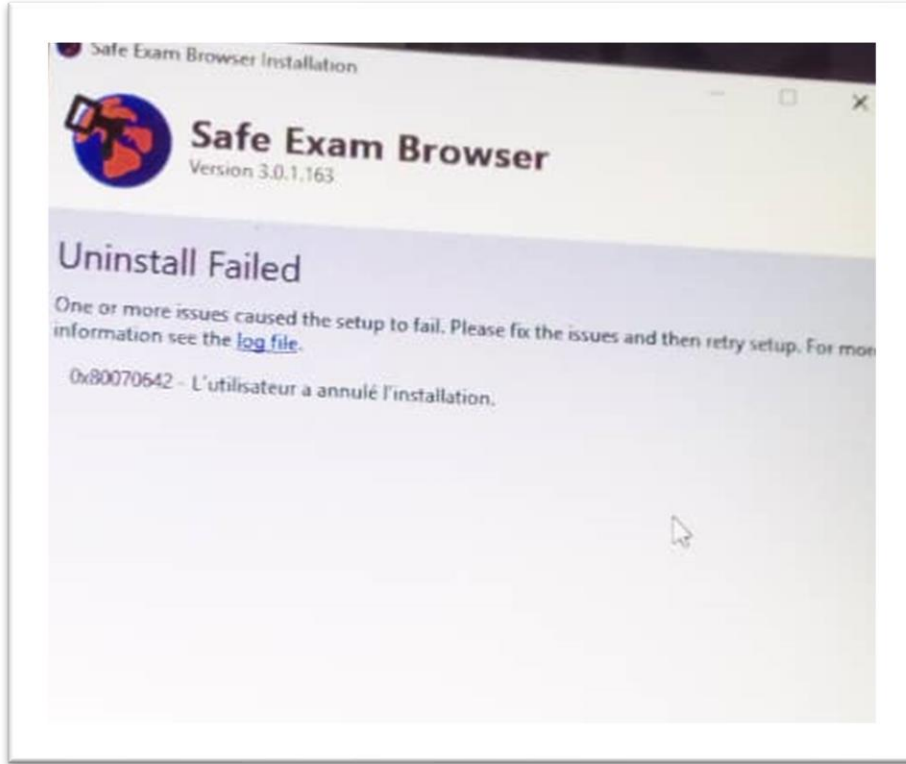 Safe Exam Browser Installation
Safe Exam Browser
Version 3.0.1.163
Uninstall Failed
One or more issues caused the setup to fail. Please fix the issues and then retry setup. For more
information see the log file.
0x80070642 - L'utilisateur a annulé l'installation.